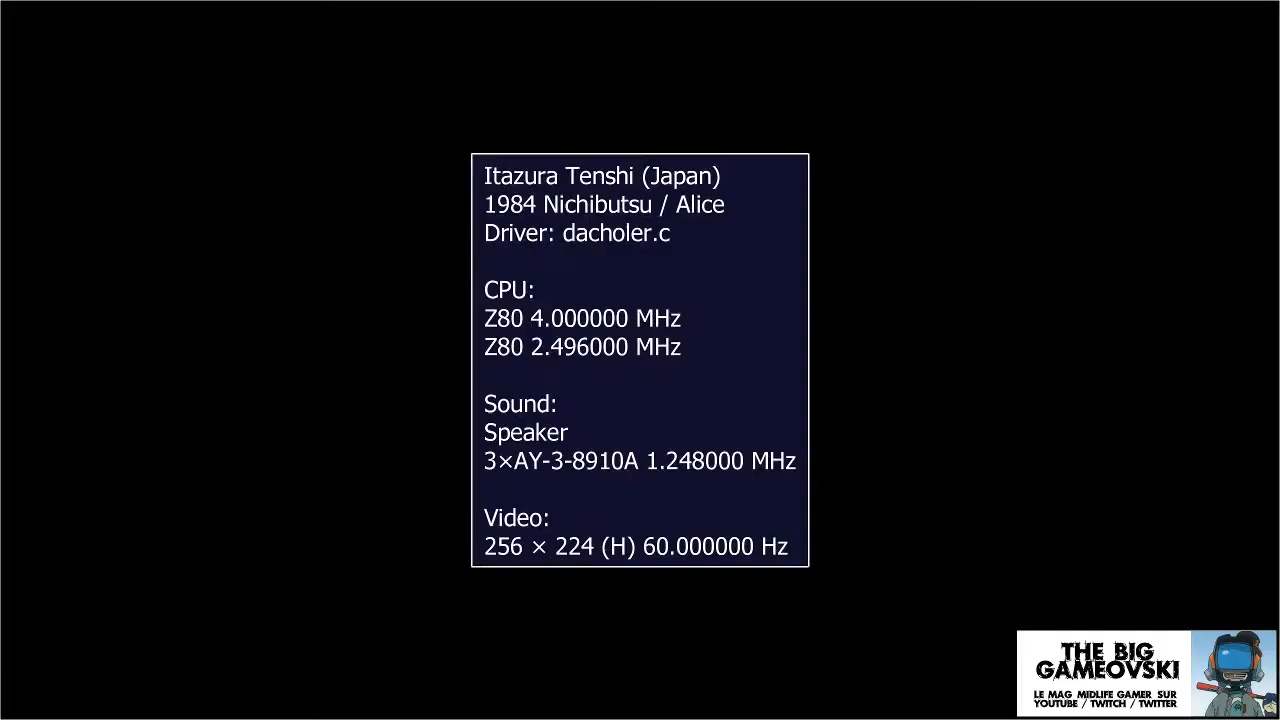 Itazura Tenshi (Japan)
1984 Nichibutsu / Alice
Driver: dacholer.c
CPU:
Z80 4.000000 MHz
Z80 2.496000 MHz
Sound:
Speaker
3×AY-3-8910A 1.248000 MHz
Video:
256 × 224 (H) 60.000000 Hz
THE BIG
GAMEOVSKI
LE MAG MIDLIFE GAMER SUR
YOUTUBE / TWITCH / TWITTER